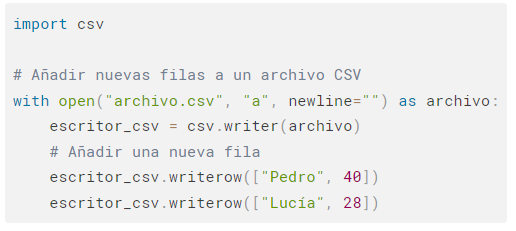 import csv
# Añadir nuevas filas a un archivo CSV
with open("archivo.csv", "a", newline="") as archivo:
    escritor_csv = csv.writer(archivo)
    # Añadir una nueva fila
    escritor_csv.writerow(["Pedro", 40])
    escritor_csv.writerow(["Lucía", 28])